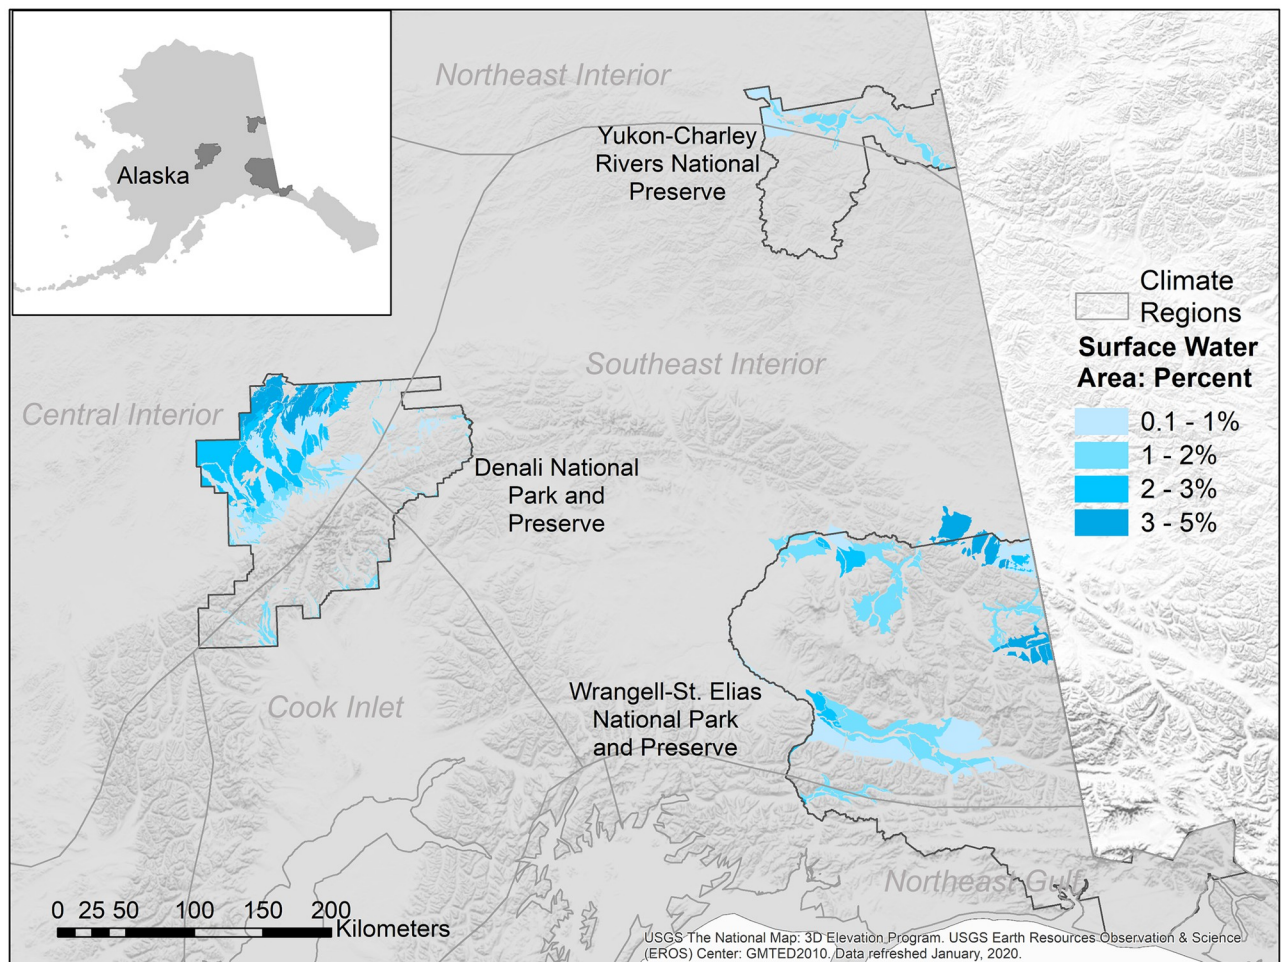 Alaska
Northeast Interior
Yukon-Charley
Rivers National
Preserve
Climate
Regions
Surface Water
Area: Percent
0.1 - 1%
1 - 2%
2 - 3%
3 - 5%
Southeast Interior
Central Interior
Denali National
Park and
Preserve
Wrangell-St. Elias
National Park
and Preserve
Cook Inlet
Northeast Gulf
0 25 50 100 150 200
Kilometers
USGS The National Map: 3D Elevation Program. USGS Earth Resources Observation & Science
(EROS) Center: GMTED2010. Data refreshed January, 2020.